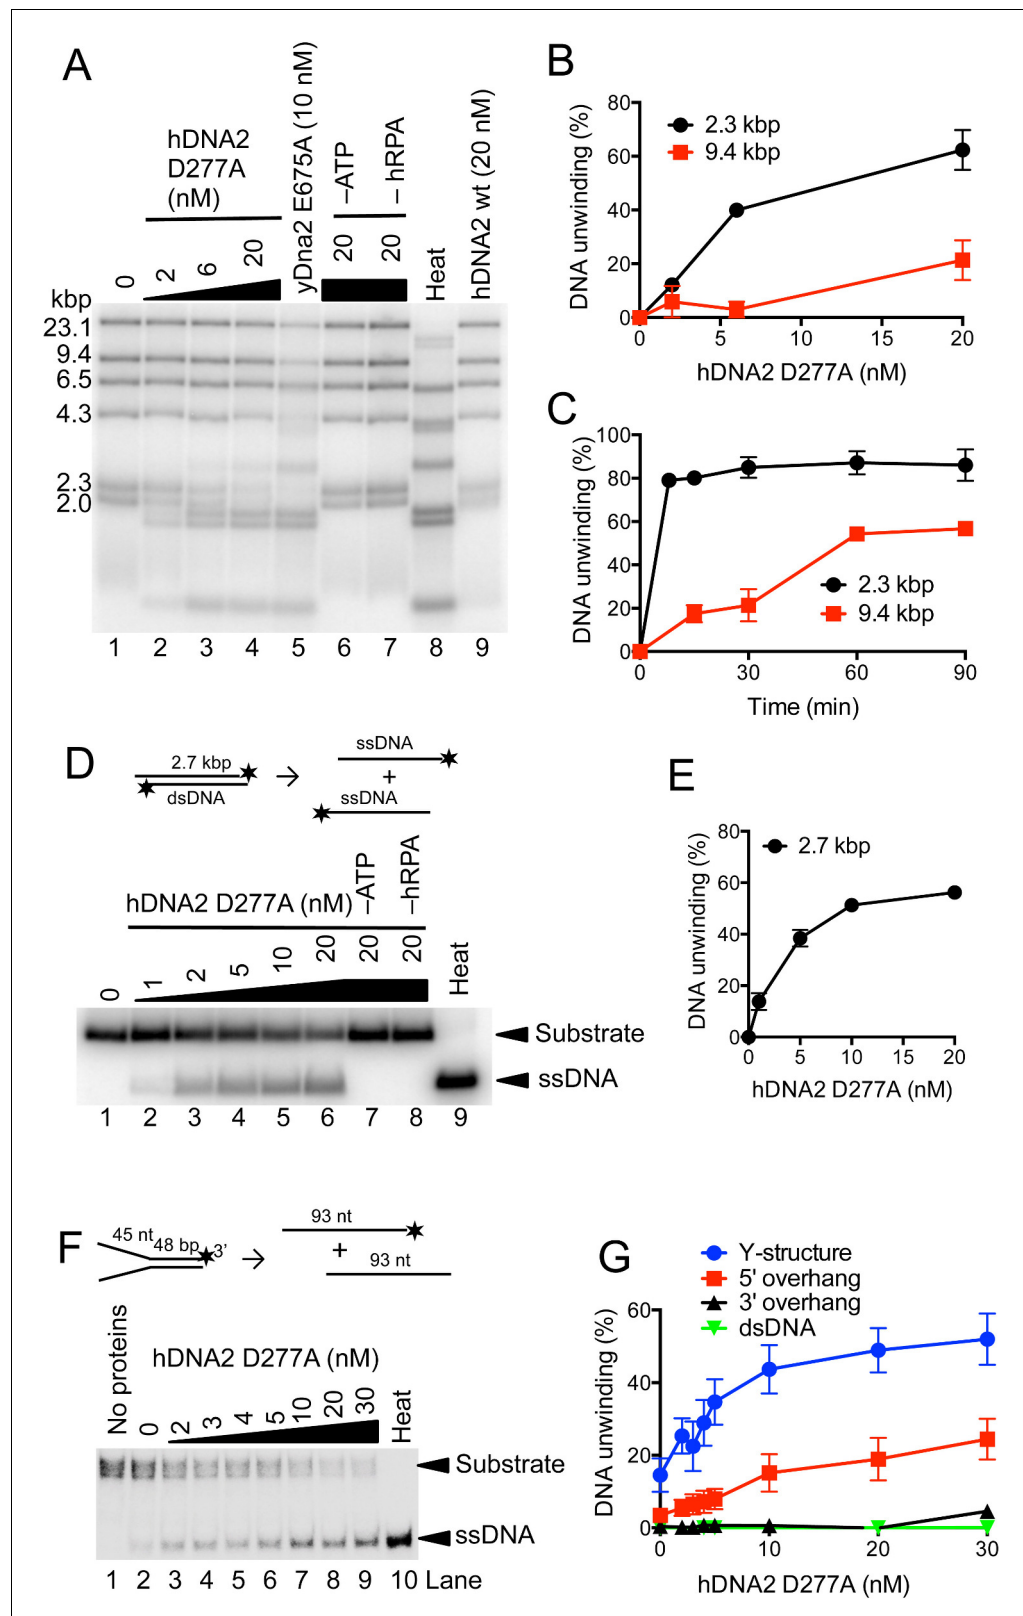 A
hDNA2
D277A
(nM)
yDna2 E675A (10 nM)
–ATP
– hRPA
Heat
hDNA2 wt (20 nM)
0
2
6
20
20
20
kbp
23.1
9.4
6.5
4.3
2.3
2.0
1 2 3 4 5 6 7 8 9
B
DNA unwinding (%)
80
60
40
20
0
2.3 kbp
9.4 kbp
0 5 10 15 20
hDNA2 D277A (nM)
C
DNA unwinding (%)
100
80
60
40
20
0
2.3 kbp
9.4 kbp
0 30 60 90
Time (min)
D
2.7 kbp
dsDNA
ssDNA
+
ssDNA
hDNA2 D277A (nM)
–ATP
–hRPA
Heat
0
1
2
5
10
20
20
20
Substrate
ssDNA
1 2 3 4 5 6 7 8 9
E
DNA unwinding (%)
80
60
40
20
0
2.7 kbp
0 5 10 15 20
hDNA2 D277A (nM)
F
45 nt
48 bp
3'
93 nt
+
93 nt
No proteins
hDNA2 D277A (nM)
0
2
3
4
5
10
20
30
Heat
Substrate
ssDNA
1 2 3 4 5 6 7 8 9 10 Lane
G
Y-structure
5' overhang
3' overhang
dsDNA
DNA unwinding (%)
60
40
20
0
0 10 20 30
hDNA2 D277A (nM)